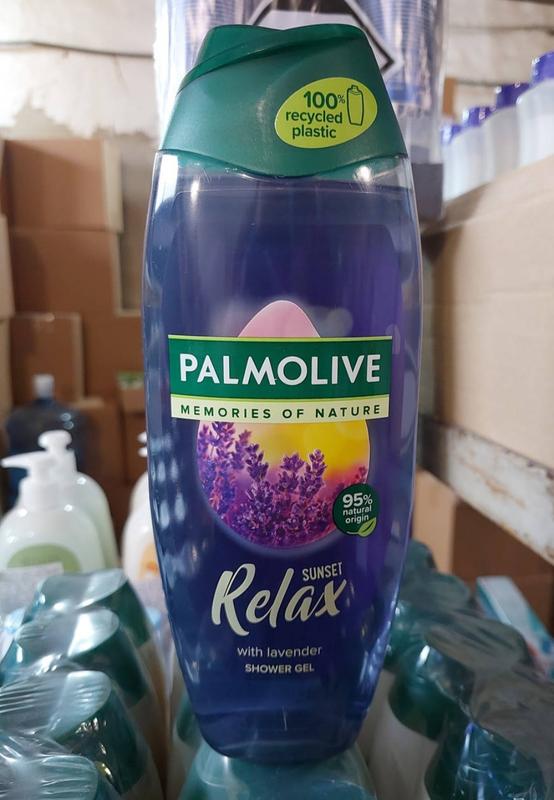 100%
recycled
plastic
PALMOLIVE
MEMORIES OF NATURE
95%
natural
origin
SUNSET
Relax
with lavender
SHOWER GEL